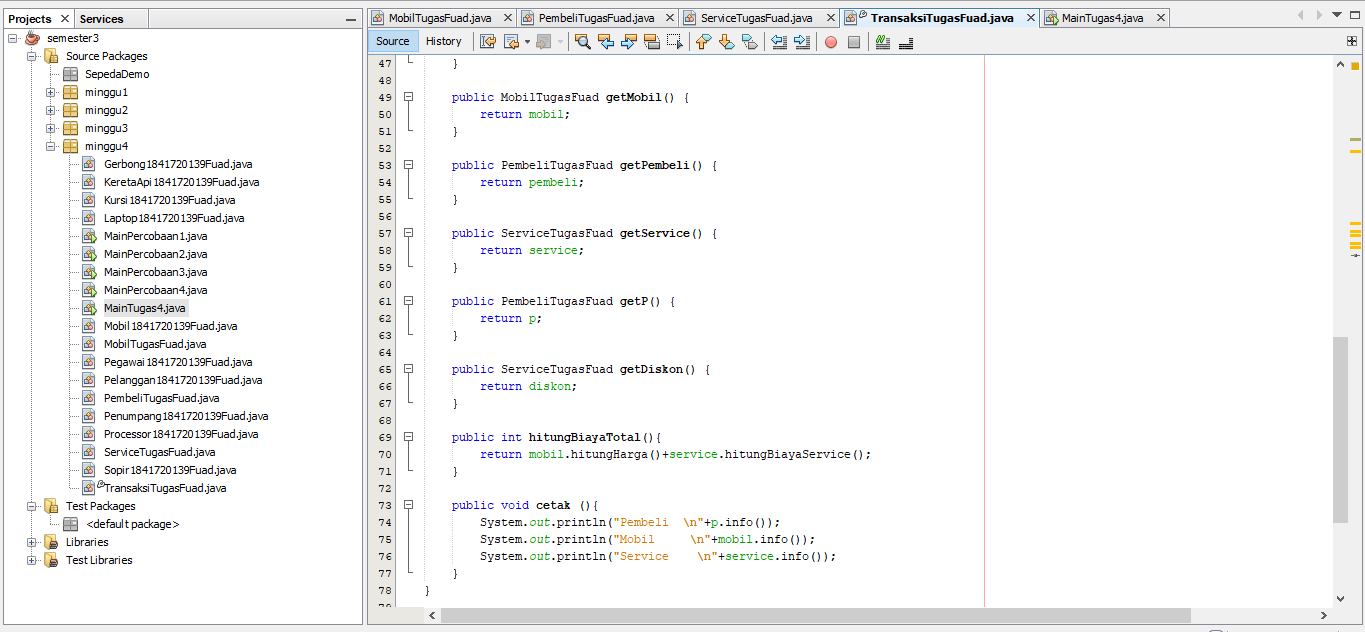 Projects
Services
semester3
Source Packages
SepedaDemo
minggu1
minggu2
minggu3
minggu4
Gerbong1841720139Fuad.java
KeretaApi1841720139Fuad.java
Kursi1841720139Fuad.java
Laptop1841720139Fuad.java
MainPercobaan1.java
MainPercobaan2.java
MainPercobaan3.java
MainPercobaan4.java
MainTugas4.java
Mobil1841720139Fuad.java
MobilTugasFuad.java
Pegawai1841720139Fuad.java
Pelanggan1841720139Fuad.java
PembeliTugasFuad.java
Penumpang1841720139Fuad.java
Processor1841720139Fuad.java
ServiceTugasFuad.java
Sopir1841720139Fuad.java
TransaksiTugasFuad.java
Test Packages
<default package>
Libraries
Test Libraries
MobilTugasFuad.java PembeliTugasFuad.java ServiceTugasFuad.java TransaksiTugasFuad.java MainTugas4.java
Source History
47 }
48
49 public MobilTugasFuad getMobil() {
50 return mobil;
51 }
52
53 public PembeliTugasFuad getPembeli() {
54 return pembeli;
55 }
56
57 public ServiceTugasFuad getService() {
58 return service;
59 }
60
61 public PembeliTugasFuad getP() {
62 return p;
63 }
64
65 public ServiceTugasFuad getDiskon() {
66 return diskon;
67 }
68
69 public int hitungBiayaTotal(){
70 return mobil.hitungHarga()+service.hitungBiayaService();
71 }
72
73 public void cetak (){
74 System.out.println("Pembeli  \n"+p.info());
75 System.out.println("Mobil     \n"+mobil.info());
76 System.out.println("Service    \n"+service.info());
77 }
78 }